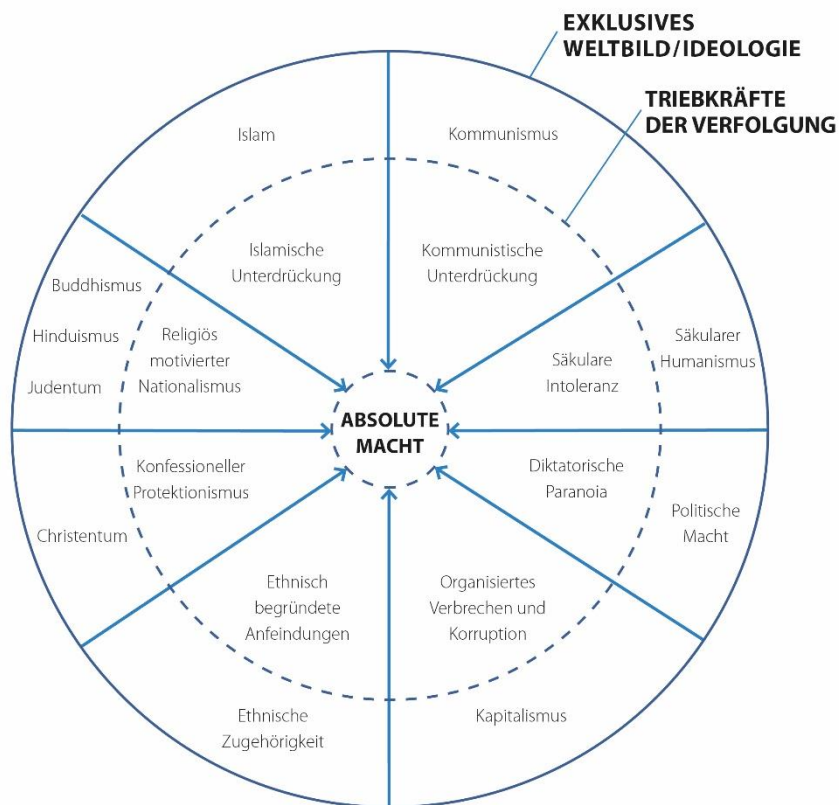 EXKLUSIVES
WELTBILD/IDEOLOGIE
TRIEBKRÄFTE
DER VERFOLGUNG
Islam
Kommunismus
Islamische
Unterdrückung
Kommunistische
Unterdrückung
Buddhismus
Hinduismus
Judentum
Religiös
motivierter
Nationalismus
Säkulare
Intoleranz
Säkularer
Humanismus
ABSOLUTE
MACHT
Konfessioneller
Protektionismus
Christentum
Diktatorische
Paranoia
Politische
Macht
Ethnisch
begründete
Anfeindungen
Organisiertes
Verbrechen und
Korruption
Ethnische
Zugehörigkeit
Kapitalismus